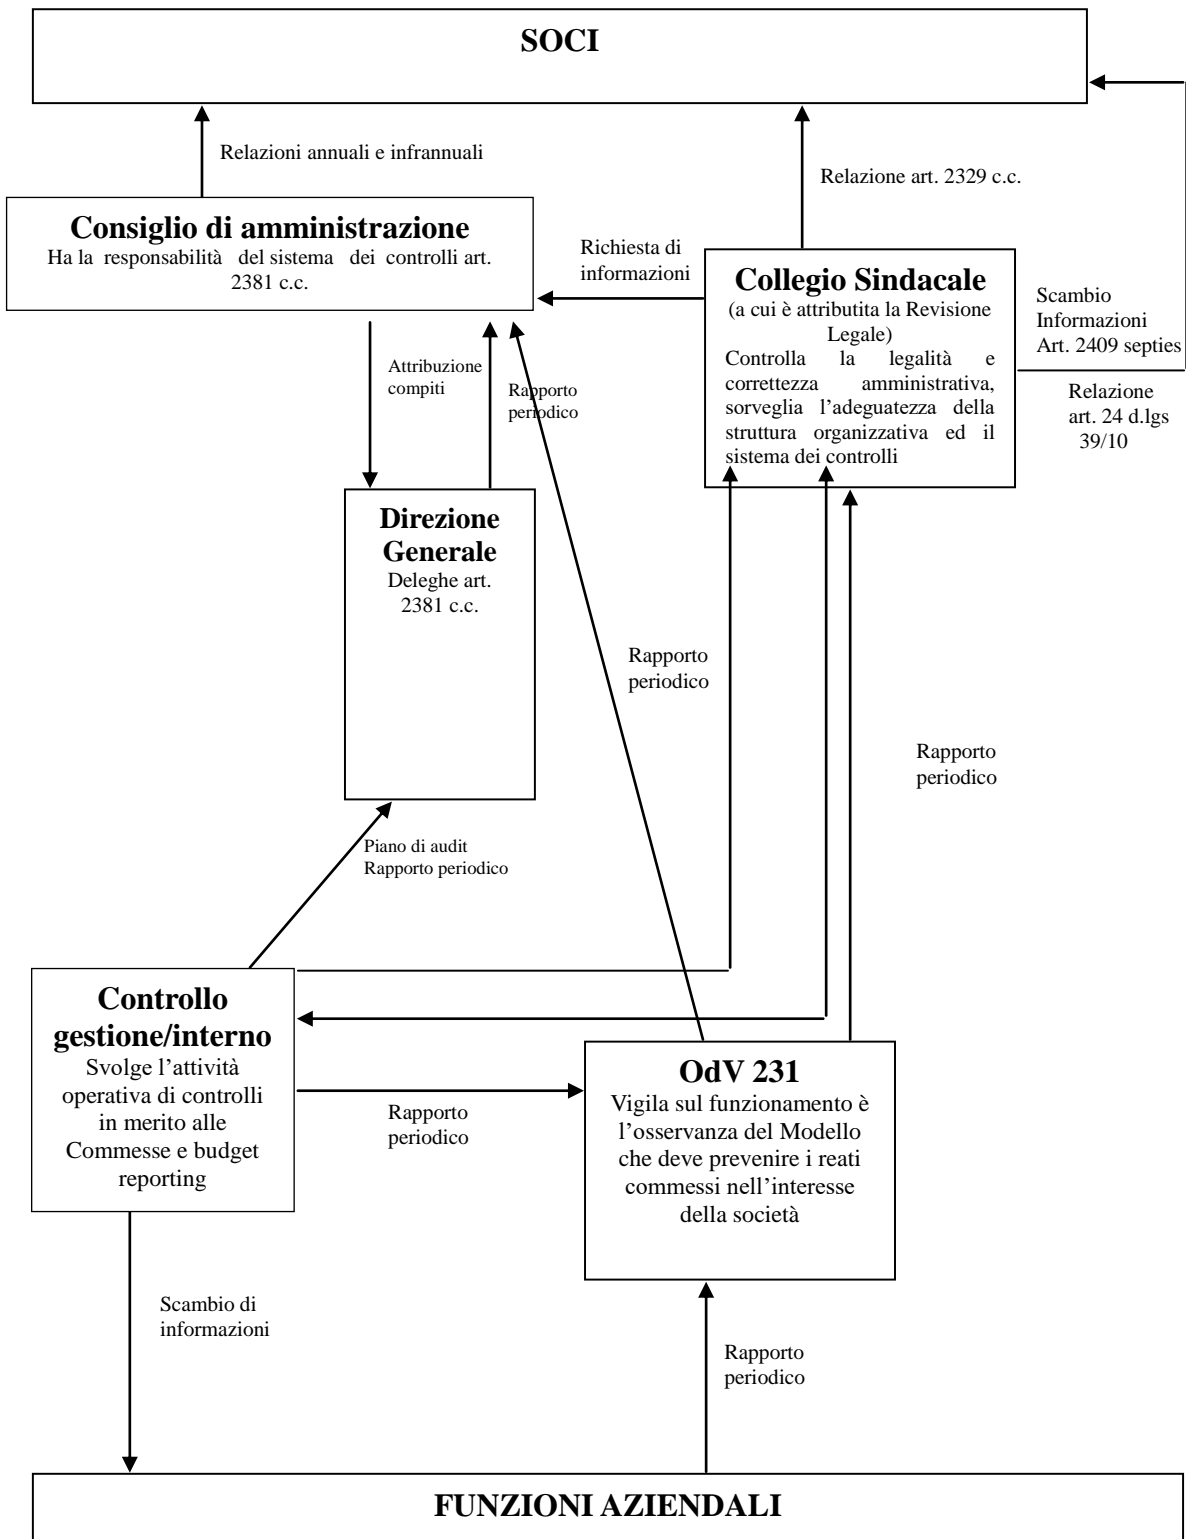 SOCI
Relazioni annuali e infrannuali
Relazione art. 2329 c.c.
Consiglio di amministrazione
Ha la responsabilità del sistema dei controlli art.
2381 c.c.
Richiesta di
informazioni
Collegio Sindacale
(a cui è attributita la Revisione
Legale)
Controlla la legalità e
correttezza amministrativa,
sorveglia l’adeguatezza della
struttura organizzativa ed il
sistema dei controlli
Scambio
Informazioni
Art. 2409 septies
Relazione
art. 24 d.lgs
39/10
Attribuzione
compiti
Rapporto
periodico
Direzione
Generale
Deleghe art.
2381 c.c.
Rapporto
periodico
Rapporto
periodico
Piano di audit
Rapporto periodico
Controllo
gestione/interno
Svolge l’attività
operativa di controlli
in merito alle
Commesse e budget
reporting
Rapporto
periodico
OdV 231
Vigila sul funzionamento è
l’osservanza del Modello
che deve prevenire i reati
commessi nell’interesse
della società
Scambio di
informazioni
Rapporto
periodico
FUNZIONI AZIENDALI